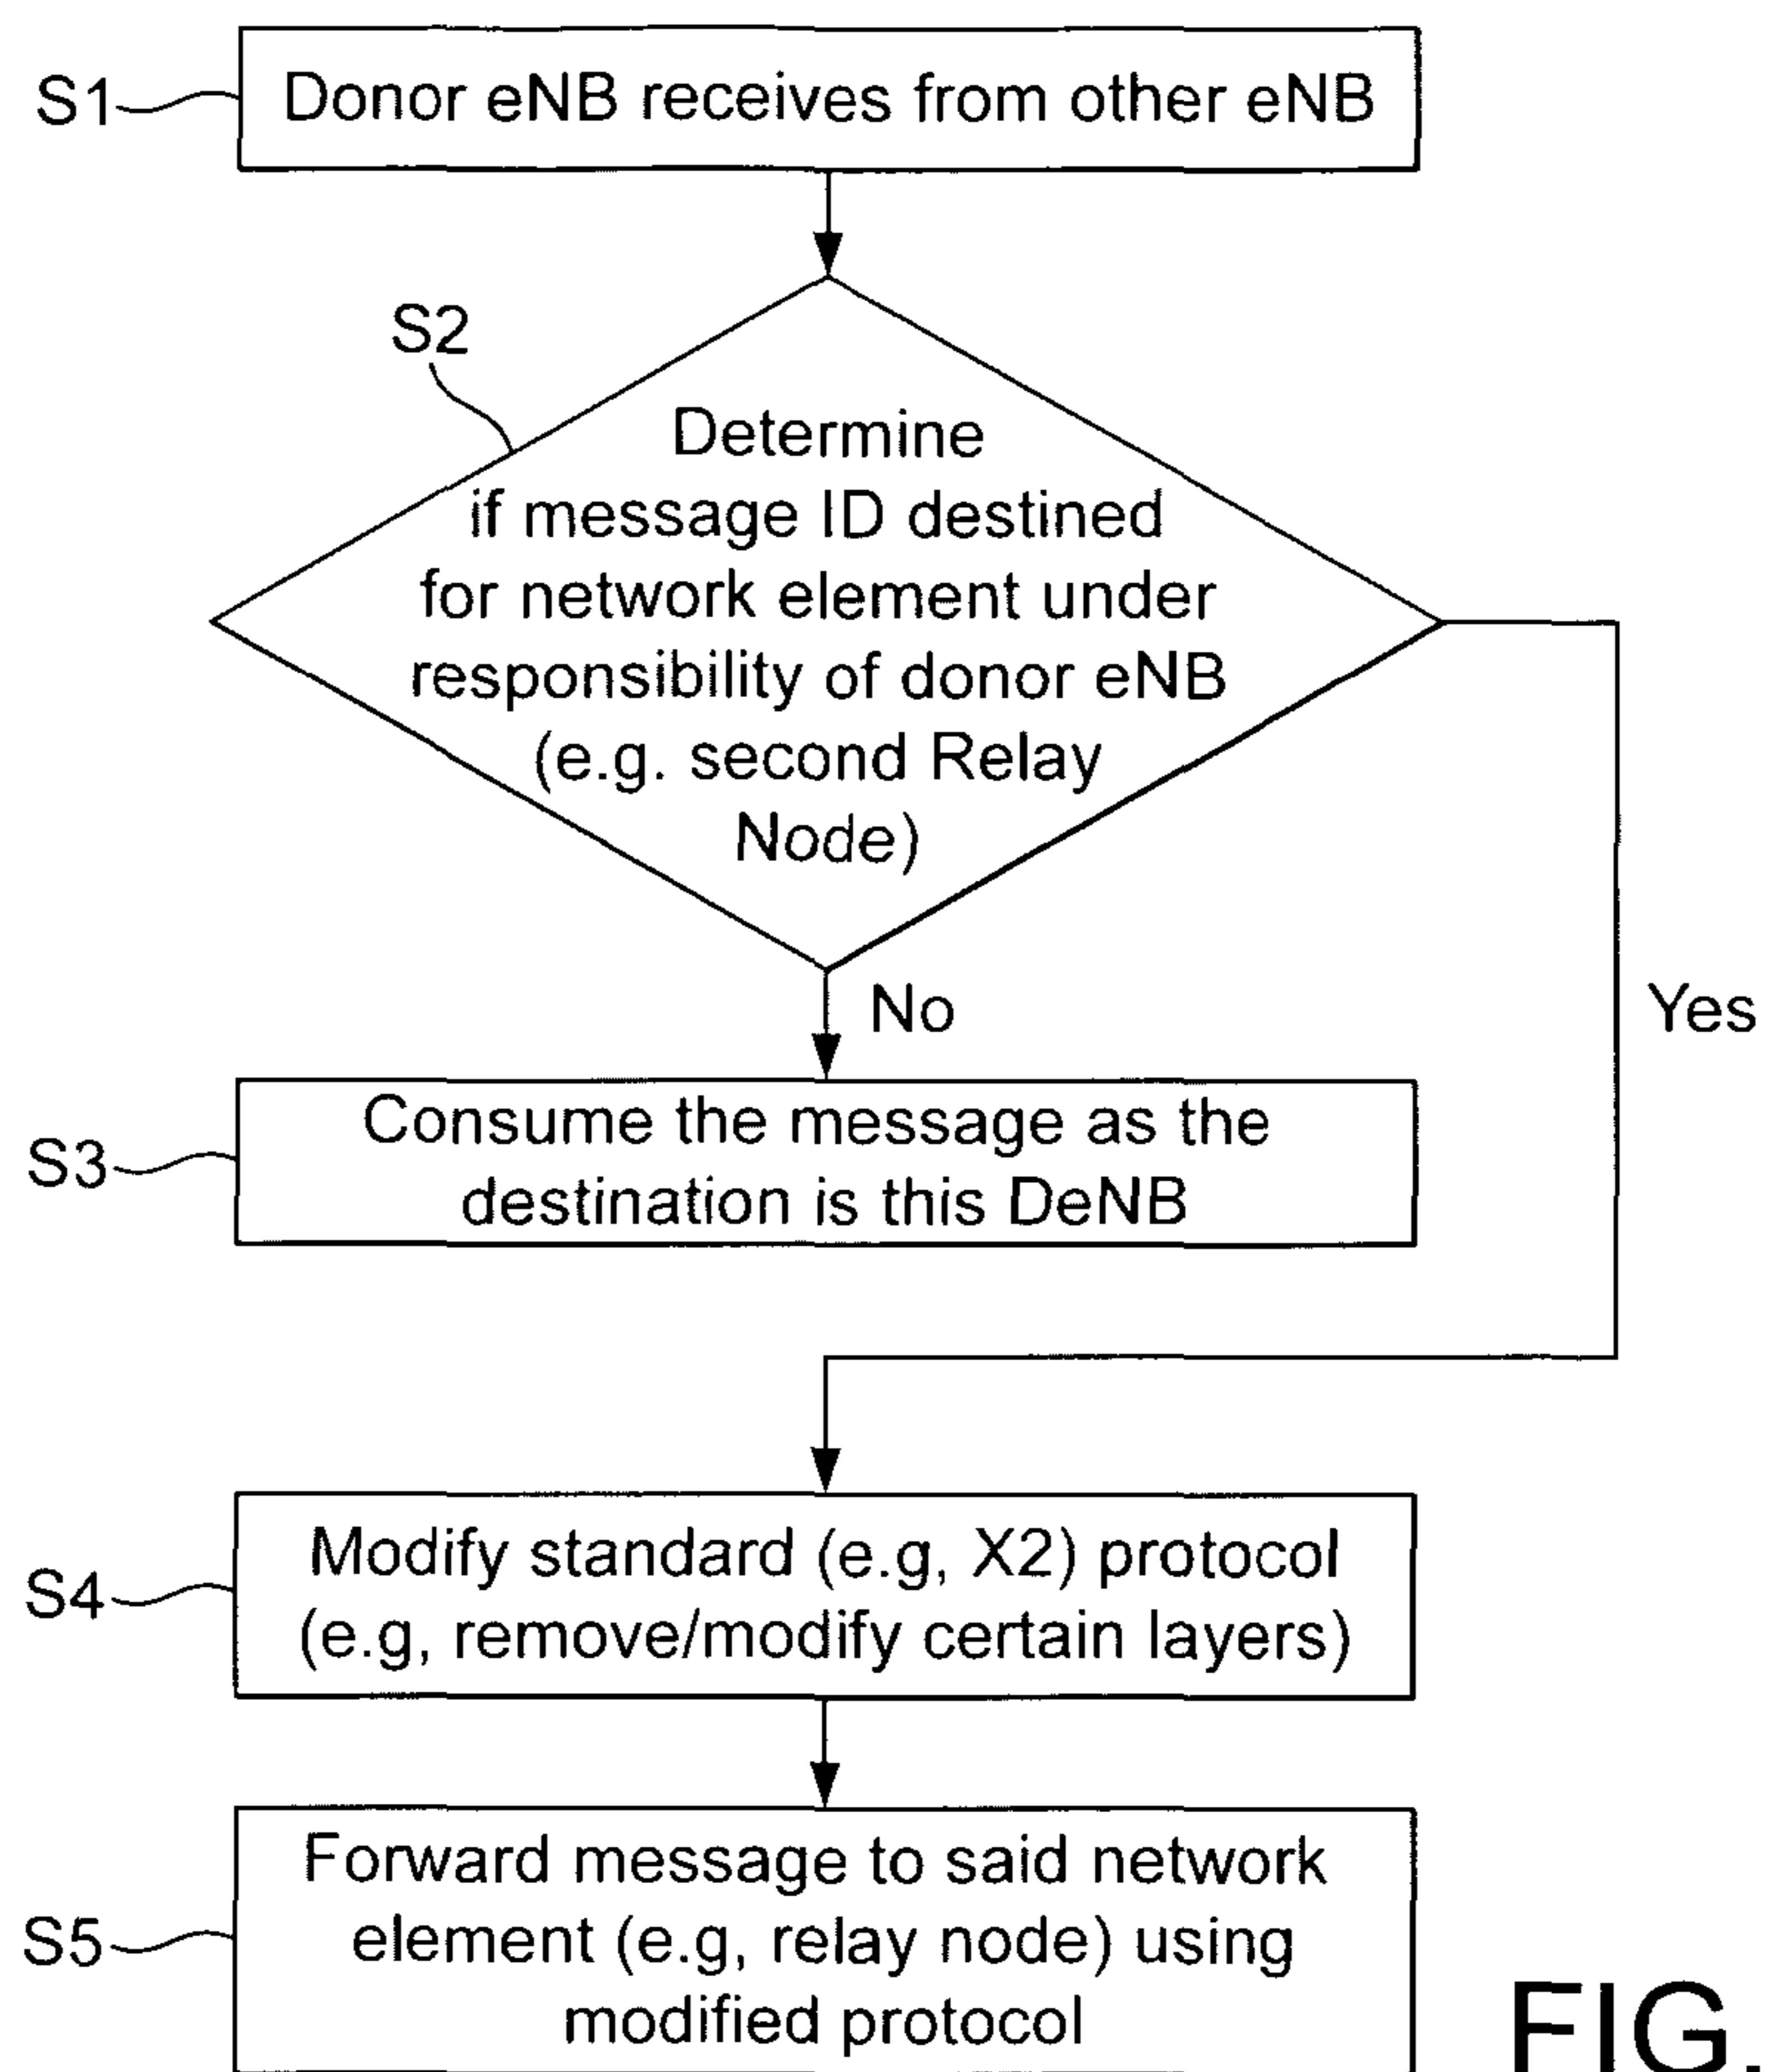 S1
Donor eNB receives from other eNB
S2
Determine
if message ID destined
for network element under
responsibility of donor eNB
(e.g. second Relay
Node)
No
Yes
S3
Consume the message as the
destination is this DeNB
S4
Modify standard (e.g, X2) protocol
(e.g, remove/modify certain layers)
S5
Forward message to said network
element (e.g, relay node) using
modified protocol
FIG.